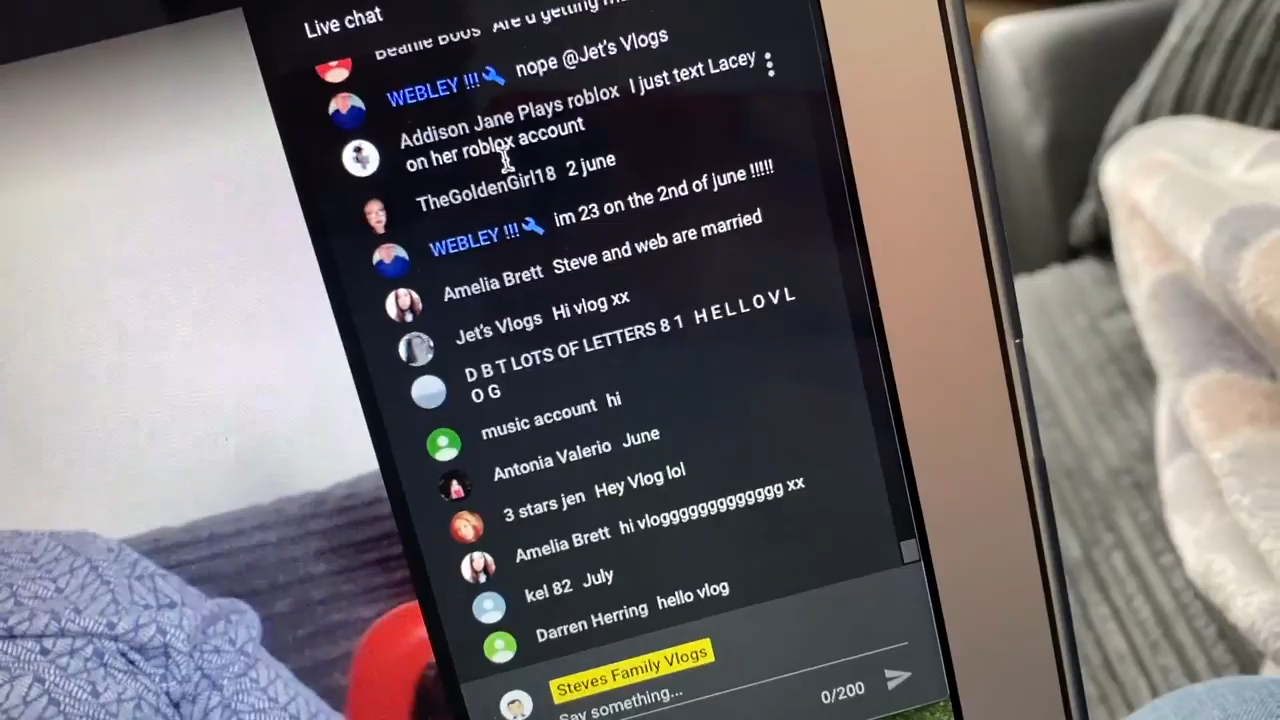 Live chat
Beanie Boos Are u getting
WEBLEY !!! nope @Jet's Vlogs
Addison Jane Plays roblox I just text Lacey
on her roblox account
TheGoldenGirl18 2 june
WEBLEY !!! im 23 on the 2nd of june !!!!!
Amelia Brett Steve and web are married
Jet's Vlogs Hi vlog xx
D B T LOTS OF LETTERS 8 1 H E L L O V L
O G
music account hi
Antonia Valerio June
3 stars jen Hey Vlog lol
Amelia Brett hi vloggggggggggggg xx
kel 82 July
Darren Herring hello vlog
Steves Family Vlogs
Say something...
0/200